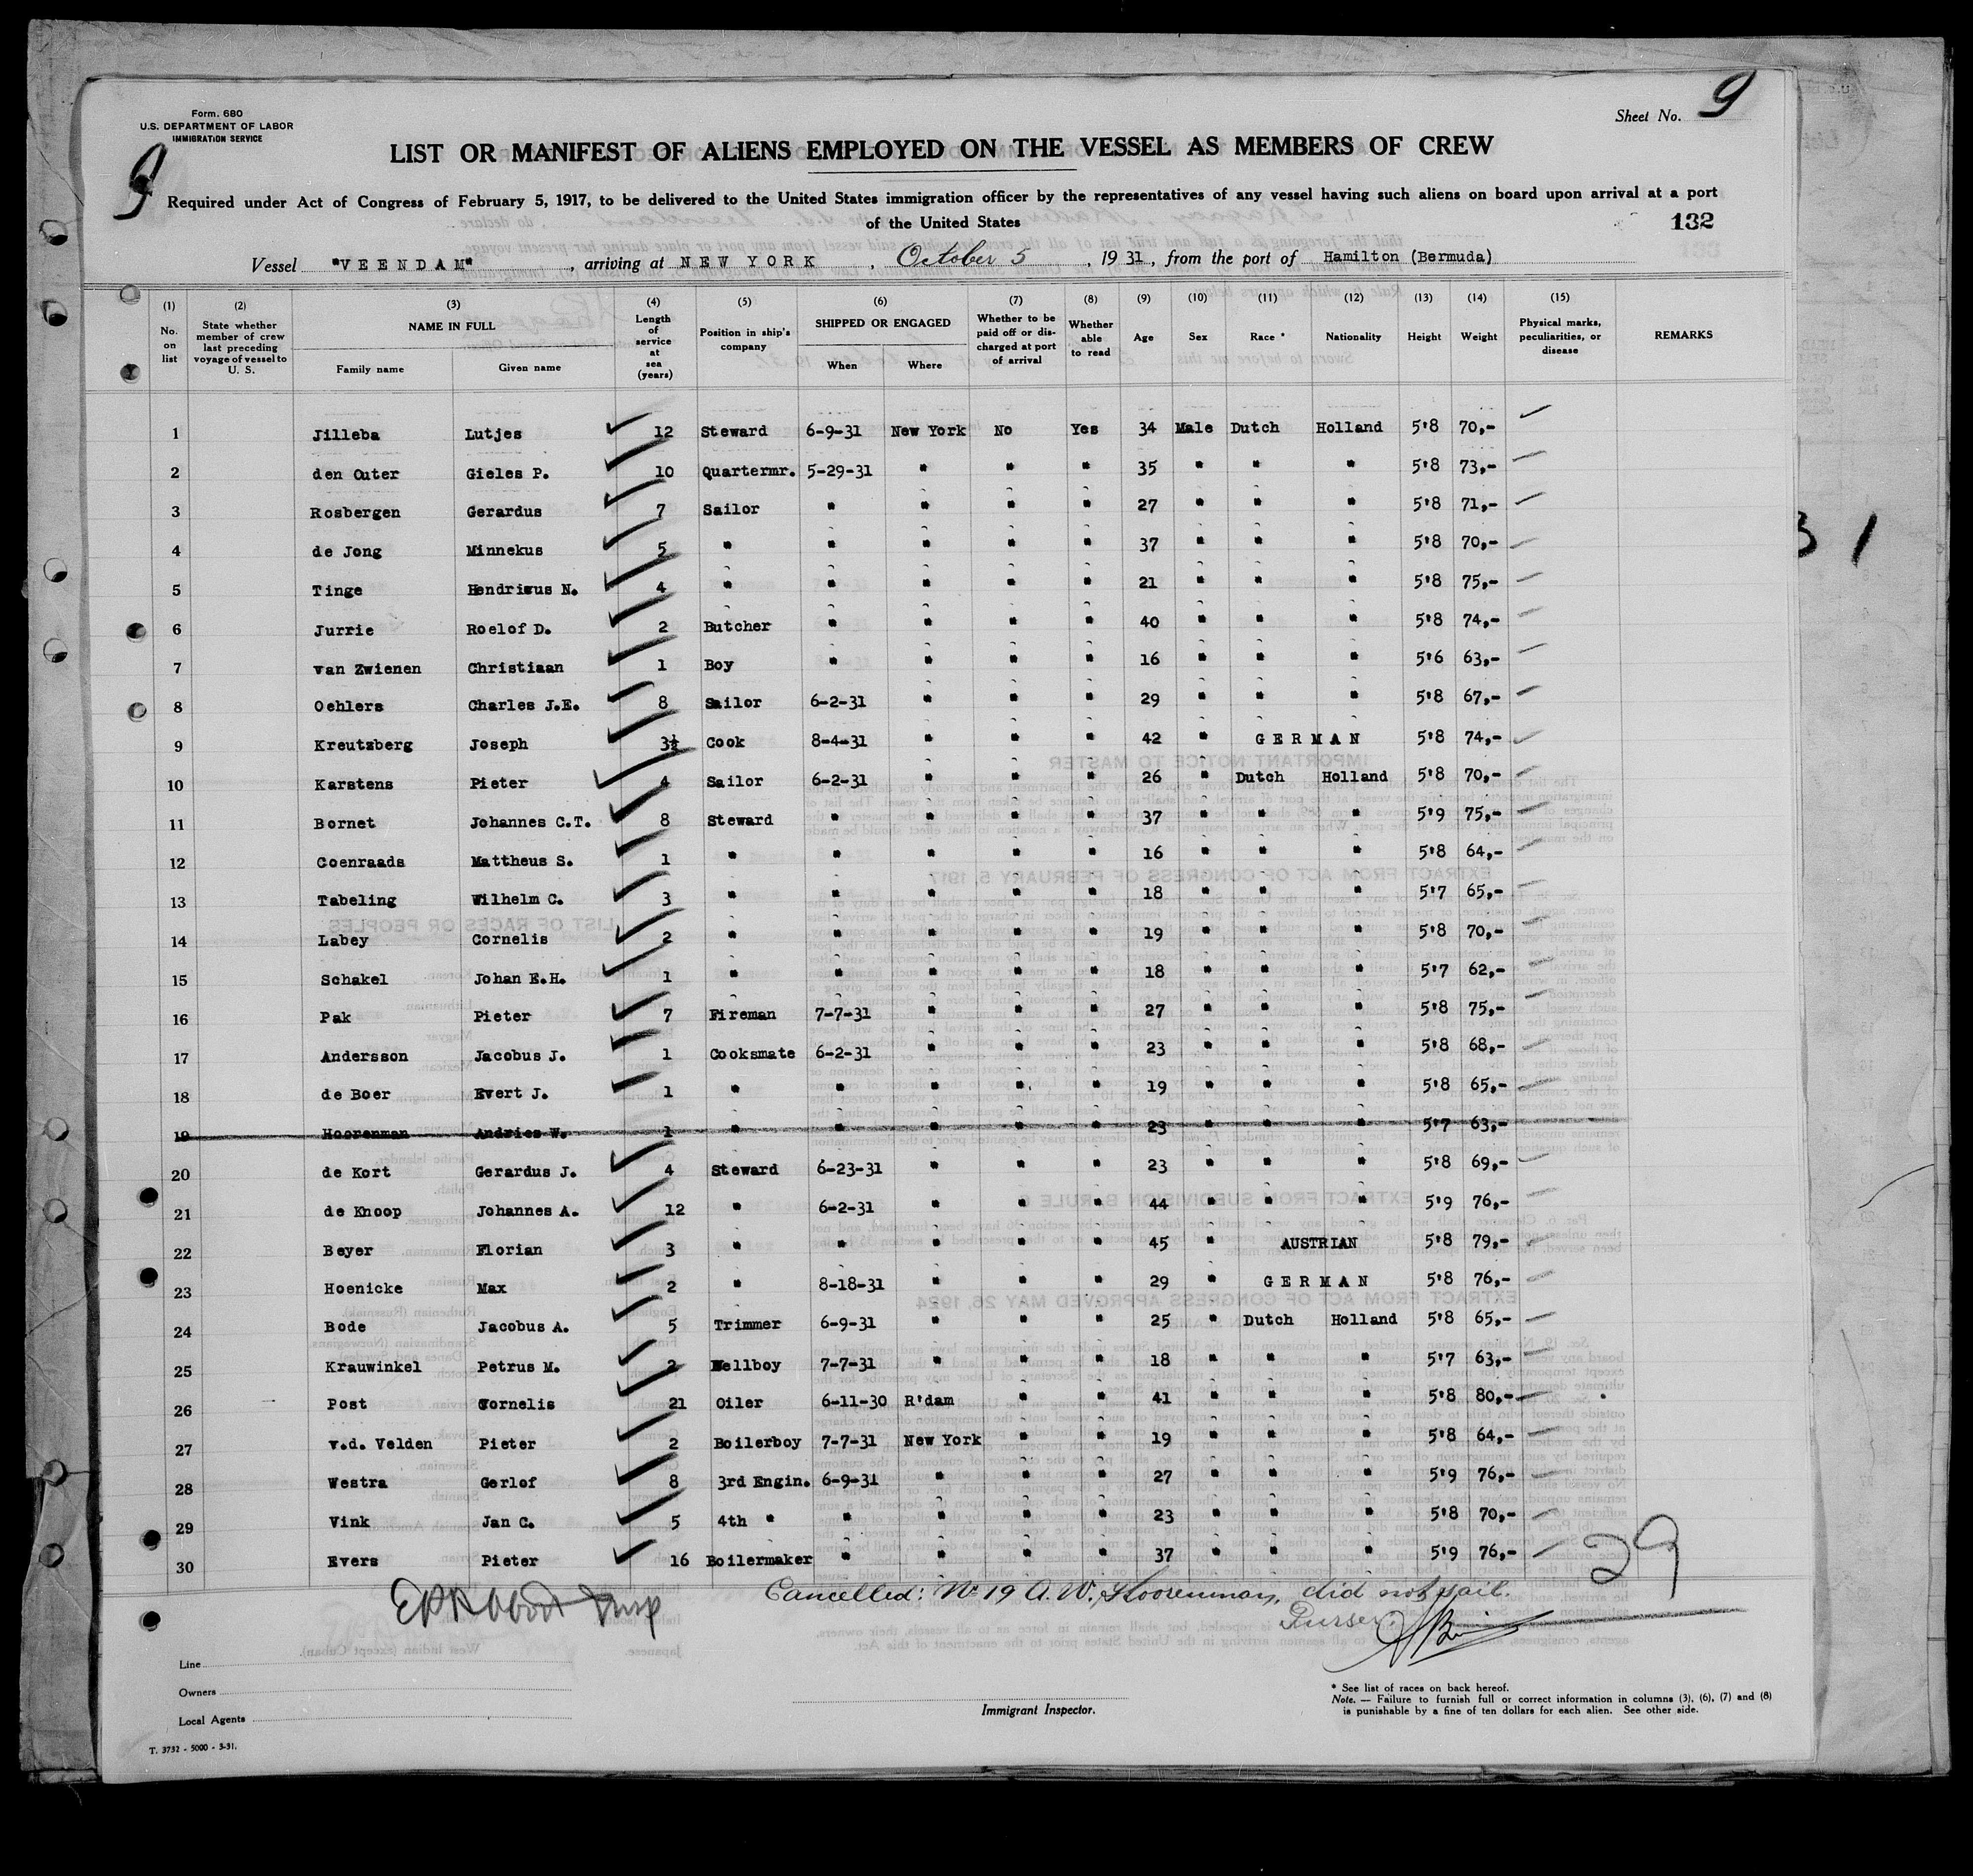 Form. 680
U.S. DEPARTMENT OF LABOR
IMMIGRATION SERVICE
Sheet No. 9
9
LIST OR MANIFEST OF ALIENS EMPLOYED ON THE VESSEL AS MEMBERS OF CREW
Required under Act of Congress of February 5, 1917, to be delivered to the United States immigration officer by the representatives of any vessel having such aliens on board upon arrival at a port
of the United States
132
Vessel "VEENDAM", arriving at NEW YORK, October 5, 1931, from the port of Hamilton (Bermuda)
(1) No. on list (2) State whether member of crew last preceding voyage of vessel to U. S. (3) NAME IN FULL Family name Given name (4) Length of service at sea (years) (5) Position in ship's company (6) SHIPPED OR ENGAGED When Where (7) Whether to be paid off or discharged at port of arrival (8) Whether able to read (9) Age (10) Sex (11) Race * (12) Nationality (13) Height (14) Weight (15) Physical marks, peculiarities, or disease REMARKS
1 Jilleba Lutjes 12 Steward 6-9-31 New York No Yes 34 Male Dutch Holland 5'8 70,-
2 den Outer Gieles P. 10 Quartermr. 5-29-31 " " " 35 " " " 5'8 73,-
3 Rosbergen Gerardus 7 Sailor " " " " 27 " " " 5'8 71,-
4 de Jong Minnekus 5 " " " " " 37 " " " 5'8 70,-
5 Tinge Hendricus N. 4 " " " " " 21 " " " 5'8 75,-
6 Jurrie Roelof D. 2 Butcher " " " " 40 " " " 5'8 74,-
7 van Zwienen Christiaan 1 Boy " " " " 16 " " " 5'6 63,-
8 Oehlers Charles J.E. 8 Sailor 6-2-31 " " " 29 " " " 5'8 67,-
9 Kreutzberg Joseph 3½ Cook 8-4-31 " " " 42 " GERMAN 5'8 74,-
10 Karstens Pieter 4 Sailor 6-2-31 " " " 26 " Dutch Holland 5'8 70,-
11 Bornet Johannes C.T. 8 Steward " " " " 37 " " " 5'9 75,-
12 Coenraads Mattheus S. 1 " " " " " 16 " " " 5'8 64,-
13 Tabeling Wilhelm C. 3 " " " " " 18 " " " 5'7 65,-
14 Labey Cornelis 2 " " " " " 19 " " " 5'8 70,-
15 Schakel Johan E.H. 1 " " " " " 18 " " " 5'7 62,-
16 Pak Pieter 7 Fireman 7-7-31 " " " 27 " " " 5'8 75,-
17 Andersson Jacobus J. 1 Cooksmate 6-2-31 " " " 23 " " " 5'8 68,-
18 de Boer Evert J. 1 " " " " " 19 " " " 5'8 65,-
19 Hoorenman Andries W. 1 " " " " " 23 " " " 5'7 63,-
20 de Kort Gerardus J. 4 Steward 6-23-31 " " " 23 " " " 5'8 69,-
21 de Knoop Johannes A. 12 " 6-2-31 " " " 44 " " " 5'9 76,-
22 Beyer Florian 3 " " " " " 45 " AUSTRIAN 5'8 79,-
23 Hoenicke Max 2 " 8-18-31 " " " 29 " GERMAN 5'8 76,-
24 Bode Jacobus A. 5 Trimmer 6-9-31 " " " 25 " Dutch Holland 5'8 65,-
25 Krauwinkel Petrus M. 2 Bellboy 7-7-31 " " " 18 " " " 5'7 63,-
26 Post Cornelis 21 Oiler 6-11-30 R'dam " " 41 " " " 5'8 80,-
27 v.d. Velden Pieter 2 Boilerboy 7-7-31 New York " " 19 " " " 5'8 64,-
28 Westra Gerlof 8 3rd Engin. 6-9-31 " " " 27 " " " 5'9 76,-
29 Vink Jan C. 5 4th " " " " " 23 " " " 5'8 70,-
30 Evers Pieter 16 Boilermaker " " " " 37 " " " 5'9 76,-
29
Cancelled: No 19 A. W. Hoorenman, did not sail.
Purser
Line
Owners
Local Agents
Immigrant Inspector.
* See list of races on back hereof.
Note. — Failure to furnish full or correct information in columns (3), (6), (7) and (8)
is punishable by a fine of ten dollars for each alien. See other side.
T. 3732 - 5000 - 3-31.